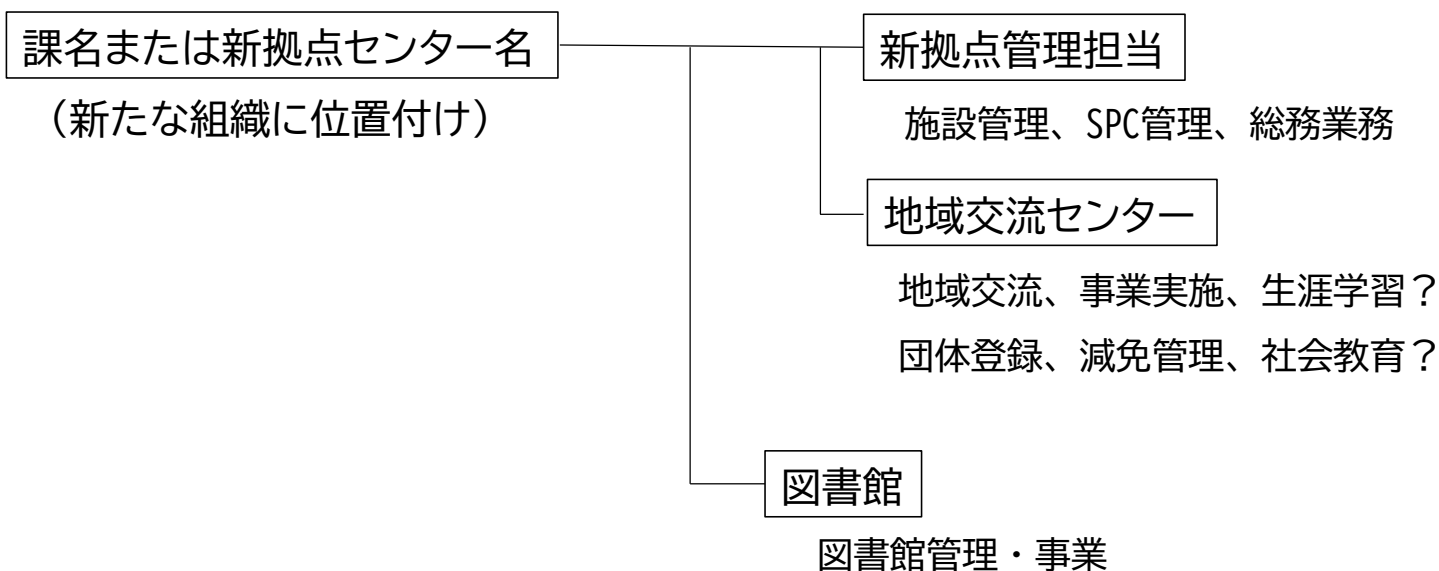 課名または新拠点センター名
（新たな組織に位置付け）
新拠点管理担当
施設管理、SPC管理、総務業務
地域交流センター
地域交流、事業実施、生涯学習？
団体登録、減免管理、社会教育？
図書館
図書館管理・事業